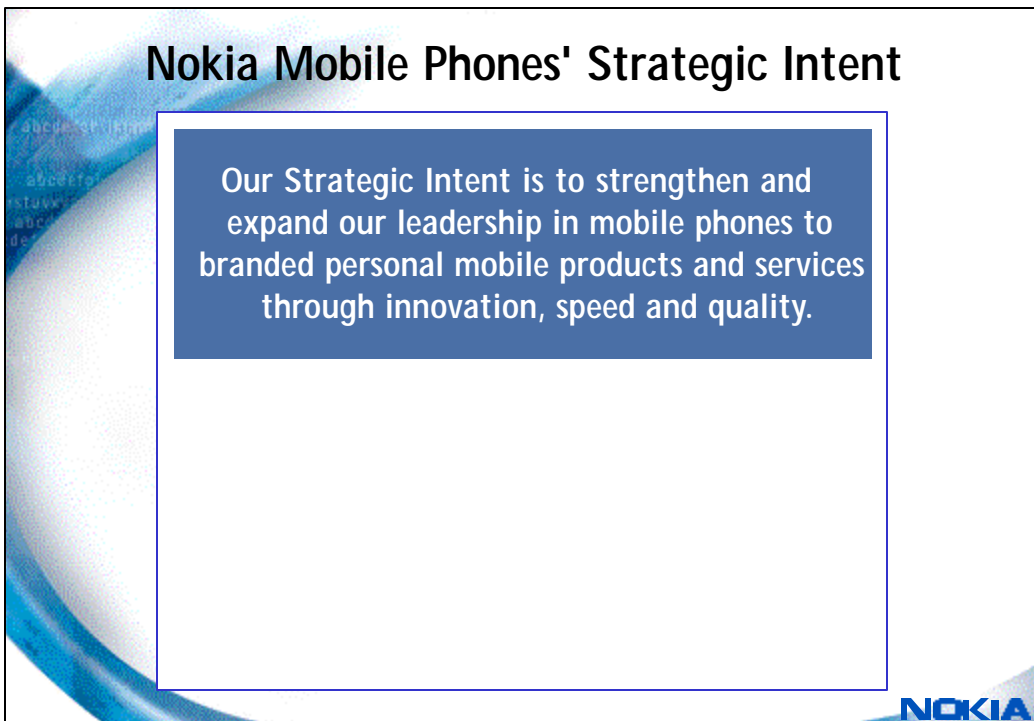 Nokia Mobile Phones' Strategic Intent
Our Strategic Intent is to strengthen and
expand our leadership in mobile phones to
branded personal mobile products and services
through innovation, speed and quality.
NOKIA